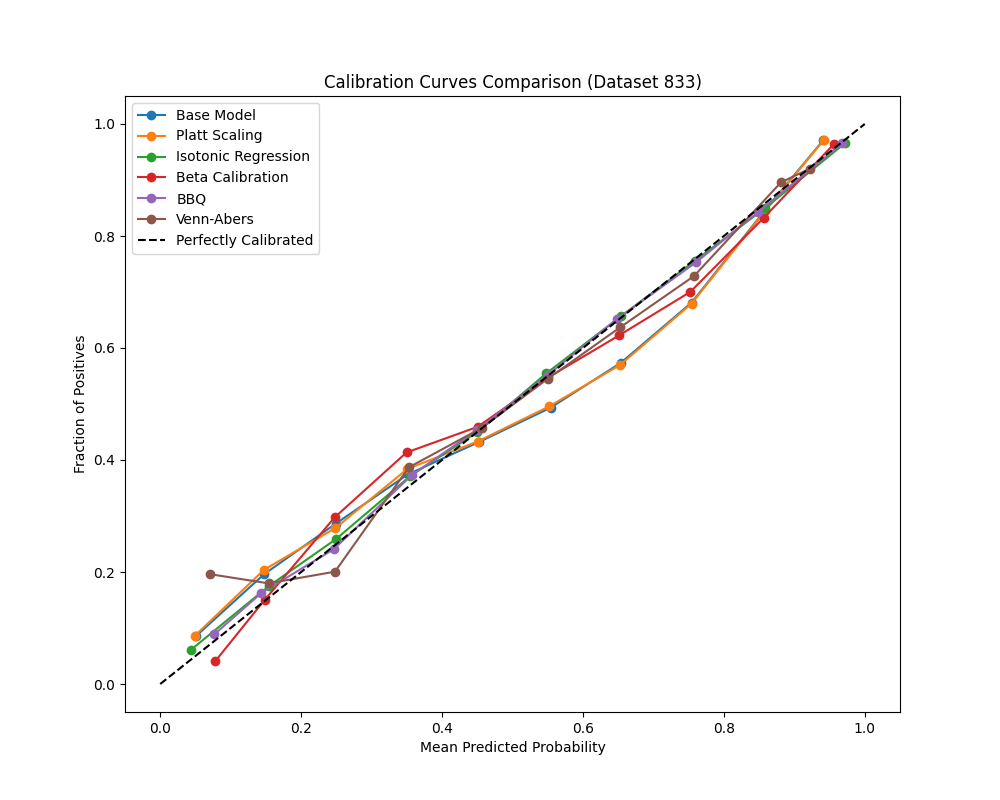 Calibration Curves Comparison (Dataset 833)
Base Model
Platt Scaling
Isotonic Regression
Beta Calibration
BBQ
Venn-Abers
Perfectly Calibrated
Fraction of Positives
1.0
0.8
0.6
0.4
0.2
0.0
0.0 0.2 0.4 0.6 0.8 1.0
Mean Predicted Probability